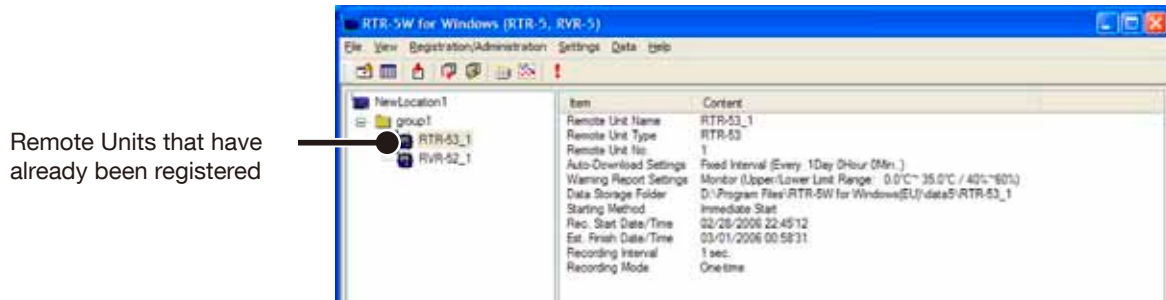 RTR-5W for Windows (RTR-5, RVR-5)
File View Registration/Administration Settings Data Help
NewLocation1
group1
RTR-53_1
RVR-52_1
Remote Units that have
already been registered
Item Content
Remote Unit Name RTR-53_1
Remote Unit Type RTR-53
Remote Unit No. 1
Auto-Download Settings Fixed Interval (Every 1Day 0Hour 0Min.)
Warning Report Settings Monitor (Upper/Lower Limit Range: 0.0°C~ 35.0°C / 40%~60%)
Data Storage Folder D:\Program Files\RTR-5W for Windows(EU)\data5\RTR-53_1
Starting Method Immediate Start
Rec. Start Date/Time 02/28/2006 22:45'12
Est. Finish Date/Time 03/01/2006 00:58'31
Recording Interval 1 sec.
Recording Mode One-time